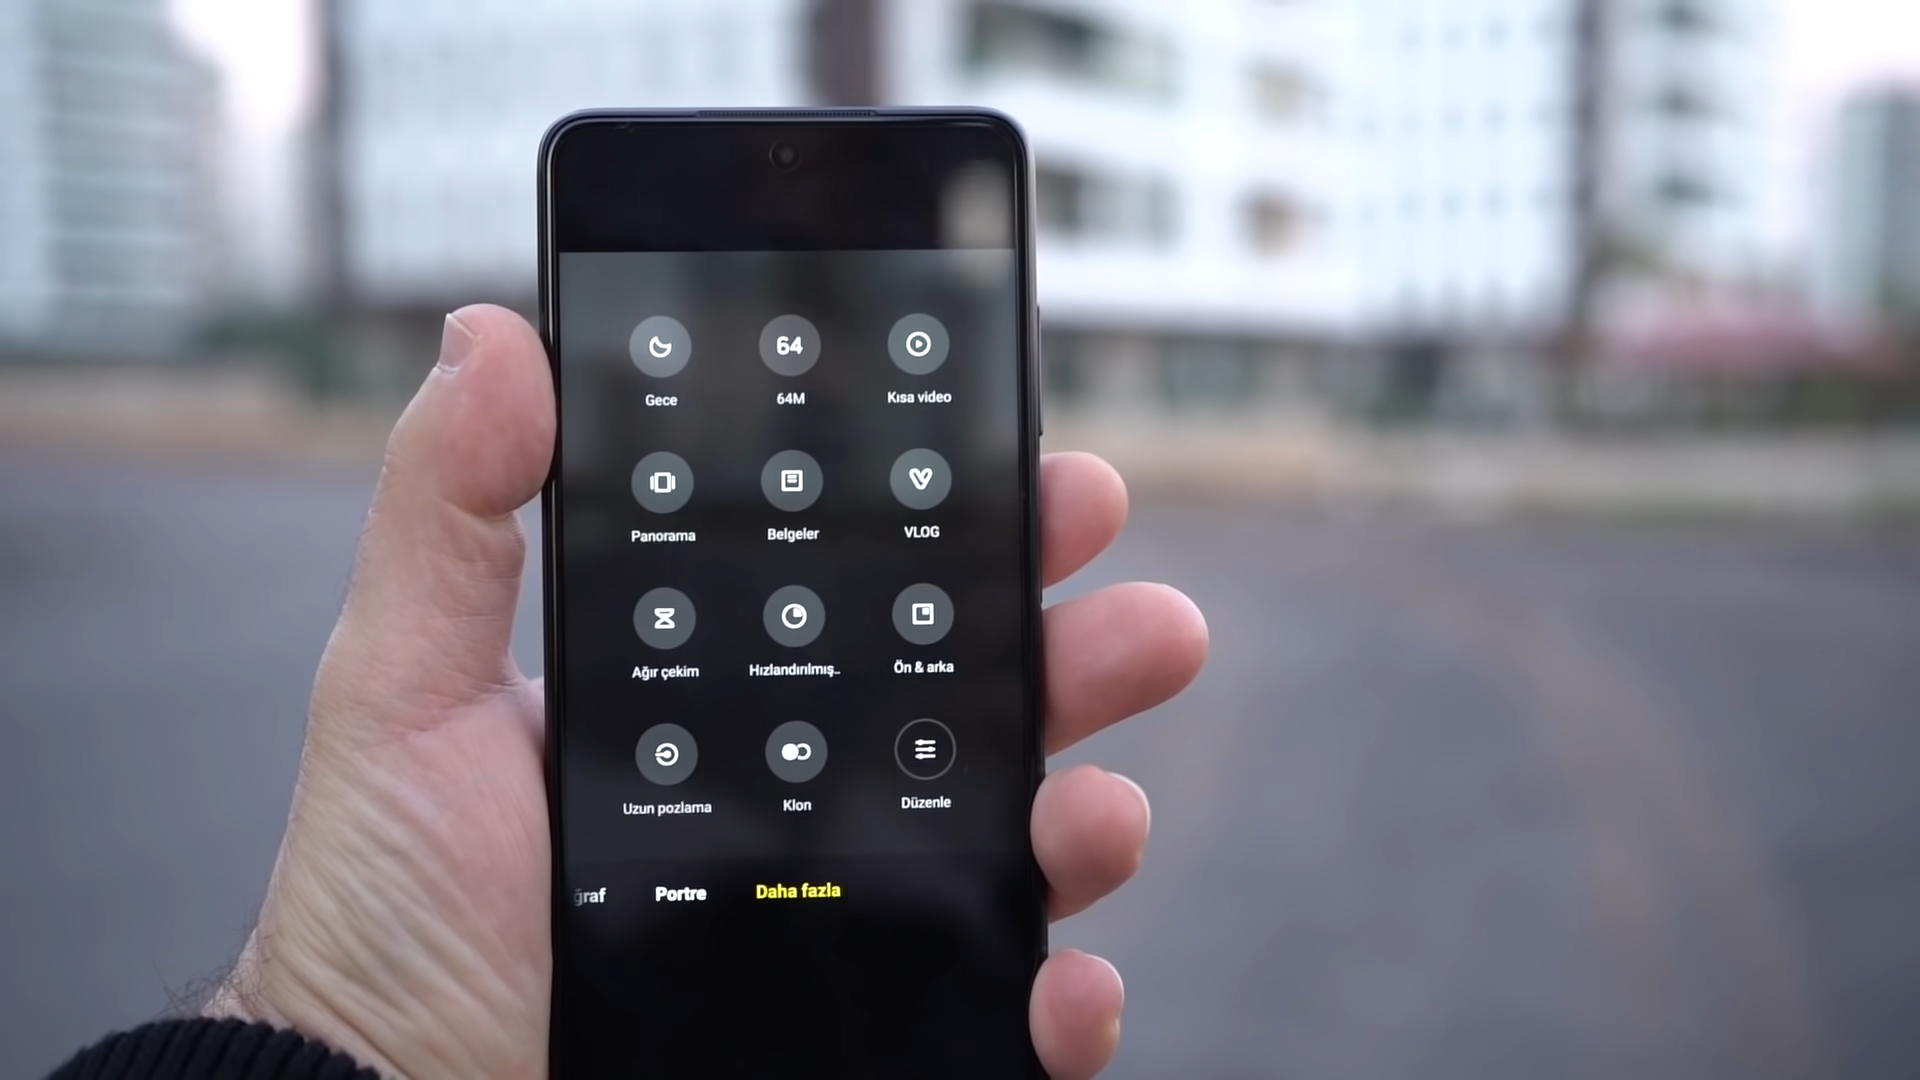 64
Gece
64M
Kısa video
Panorama
Belgeler
VLOG
Ağır çekim
Hızlandırılmış..
Ön & arka
Uzun pozlama
Klon
Düzenle
ğraf
Portre
Daha fazla